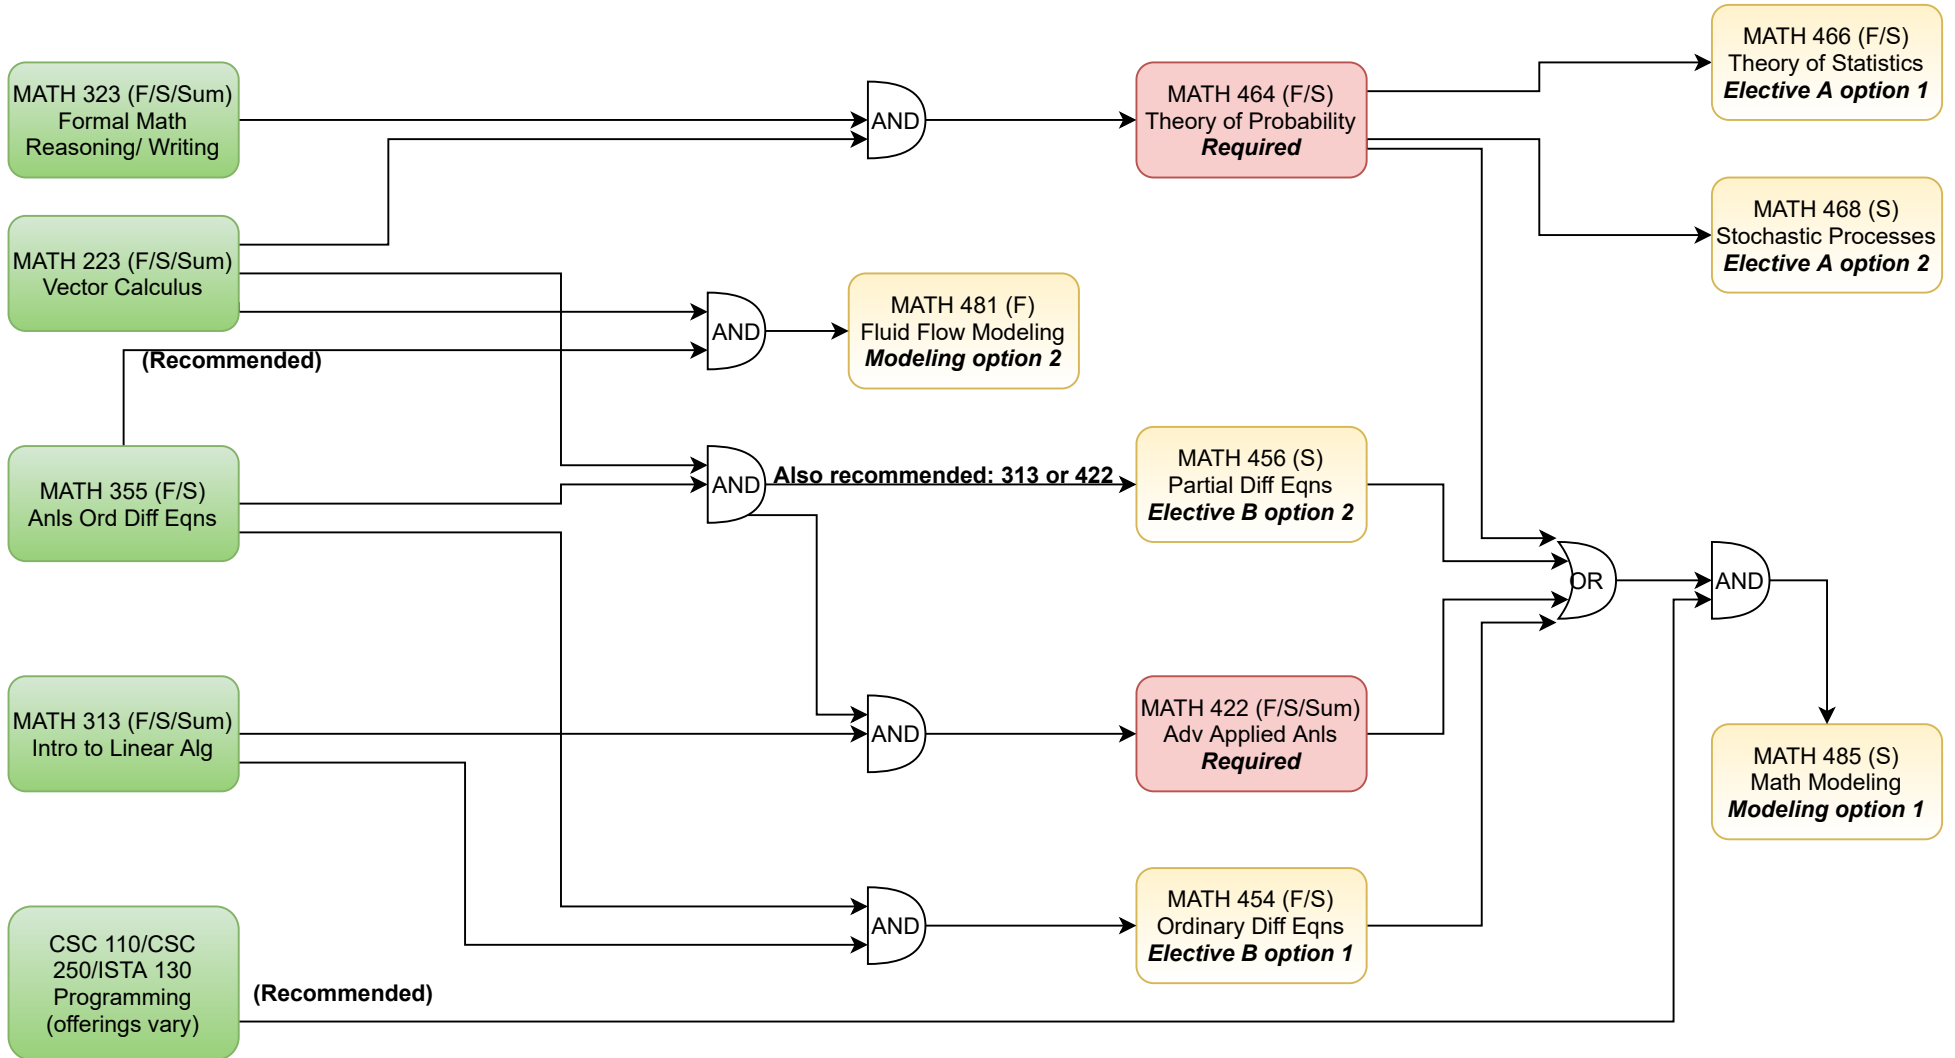 MATH 323 (F/S/Sum)
Formal Math
Reasoning/ Writing
AND
MATH 464 (F/S)
Theory of Probability
Required
MATH 466 (F/S)
Theory of Statistics
Elective A option 1
MATH 468 (S)
Stochastic Processes
Elective A option 2
MATH 223 (F/S/Sum)
Vector Calculus
(Recommended)
AND
MATH 481 (F)
Fluid Flow Modeling
Modeling option 2
MATH 355 (F/S)
Anls Ord Diff Eqns
AND
Also recommended: 313 or 422
MATH 456 (S)
Partial Diff Eqns
Elective B option 2
OR
AND
MATH 313 (F/S/Sum)
Intro to Linear Alg
AND
MATH 422 (F/S/Sum)
Adv Applied Anls
Required
MATH 485 (S)
Math Modeling
Modeling option 1
CSC 110/CSC
250/ISTA 130
Programming
(offerings vary)
(Recommended)
AND
MATH 454 (F/S)
Ordinary Diff Eqns
Elective B option 1